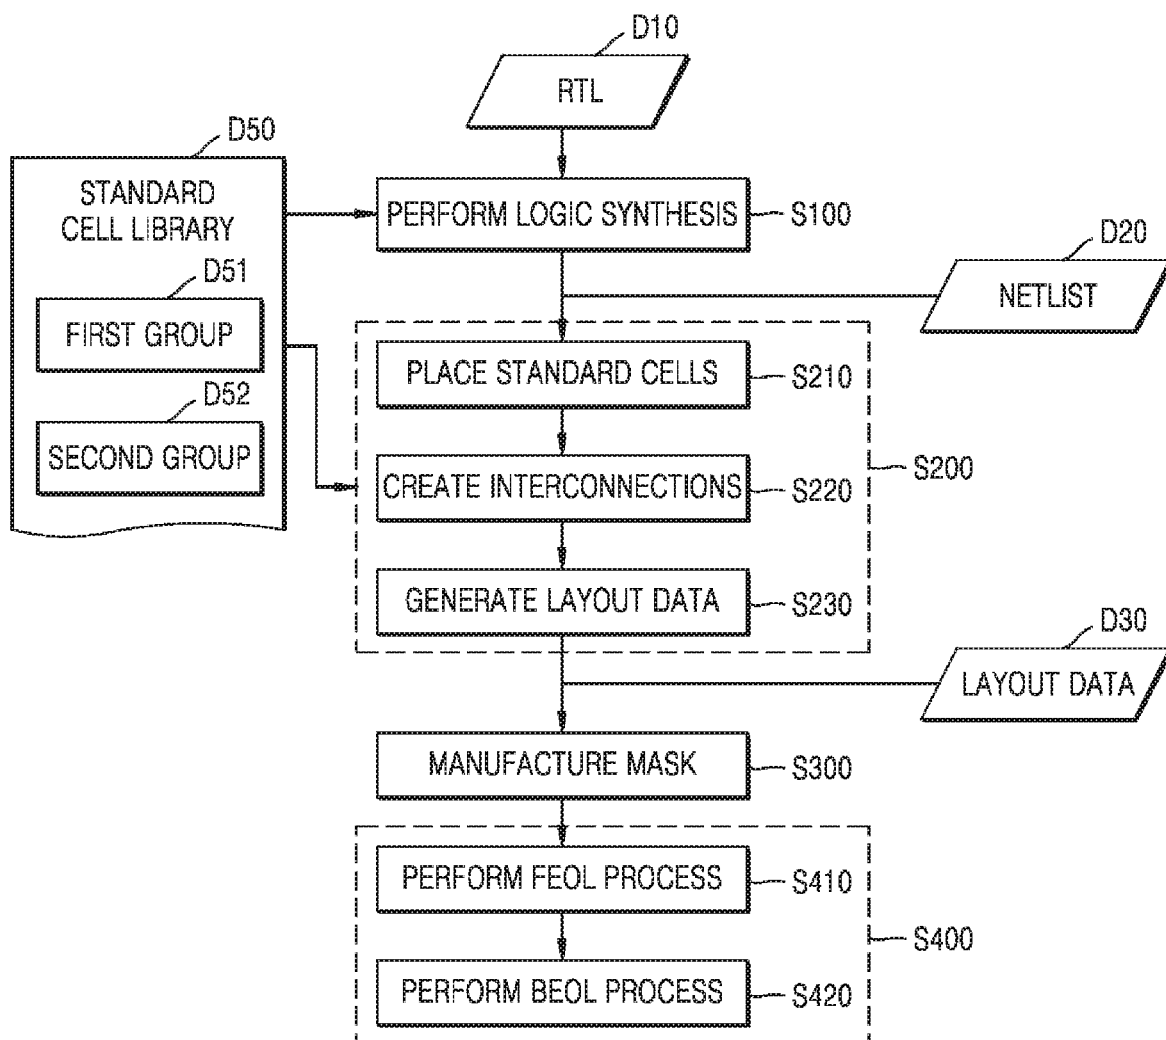 D10
RTL
D50
STANDARD
CELL LIBRARY
PERFORM LOGIC SYNTHESIS
S100
D51
FIRST GROUP
D20
NETLIST
PLACE STANDARD CELLS
S210
D52
SECOND GROUP
CREATE INTERCONNECTIONS
S220
S200
GENERATE LAYOUT DATA
S230
D30
LAYOUT DATA
MANUFACTURE MASK
S300
PERFORM FEOL PROCESS
S410
S400
PERFORM BEOL PROCESS
S420